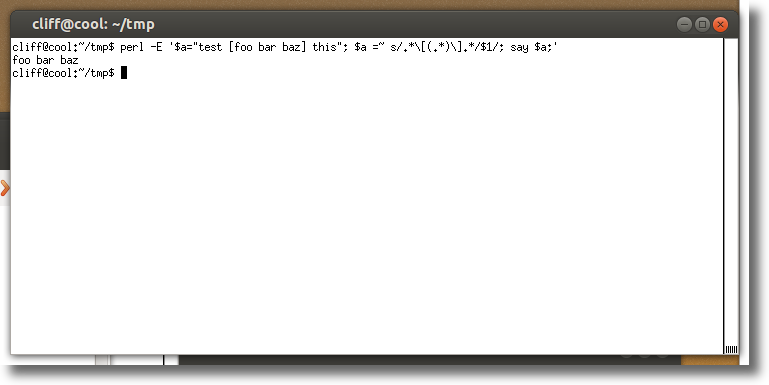 cliff@cool: ~/tmp
cliff@cool:~/tmp$ perl -E '$a="test [foo bar baz] this"; $a =~ s/.*\[(.*)\].*/$1/; say $a;'
foo bar baz
cliff@cool:~/tmp$